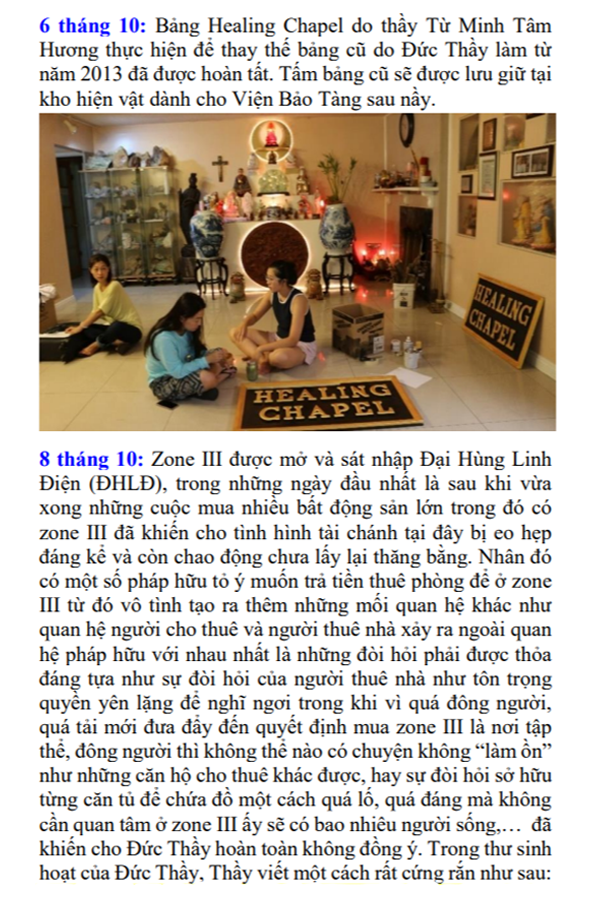 6 tháng 10: Bảng Healing Chapel do thầy Từ Minh Tâm
Hương thực hiện để thay thế bảng cũ do Đức Thầy làm từ
năm 2013 đã được hoàn tất. Tấm bảng cũ sẽ được lưu giữ tại
kho hiện vật dành cho Viện Bảo Tàng sau nầy.
HEALING
CHAPEL
HEALING
CHAPEL
8 tháng 10: Zone III được mở và sát nhập Đại Hùng Linh
Điện (ĐHLĐ), trong những ngày đầu nhất là sau khi vừa
xong những cuộc mua nhiều bất động sản lớn trong đó có
zone III đã khiến cho tình hình tài chánh tại đây bị eo hẹp
đáng kể và còn chao động chưa lấy lại thăng bằng. Nhân đó
có một số pháp hữu tỏ ý muốn trả tiền thuê phòng để ở zone
III từ đó vô tình tạo ra thêm những mối quan hệ khác như
quan hệ người cho thuê và người thuê nhà xảy ra ngoài quan
hệ pháp hữu với nhau nhất là những đòi hỏi phải được thỏa
đáng tựa như sự đòi hỏi của người thuê nhà như tôn trọng
quyền yên lặng để nghĩ ngơi trong khi vì quá đông người,
quá tải mới đưa đẩy đến quyết định mua zone III là nơi tập
thể, đông người thì không thể nào có chuyện không “làm ồn”
như những căn hộ cho thuê khác được, hay sự đòi hỏi sở hữu
từng căn tủ để chứa đồ một cách quá lố, quá đáng mà không
cần quan tâm ở zone III ấy sẽ có bao nhiêu người sống,… đã
khiến cho Đức Thầy hoàn toàn không đồng ý. Trong thư sinh
hoạt của Đức Thầy, Thầy viết một cách rất cứng rắn như sau: